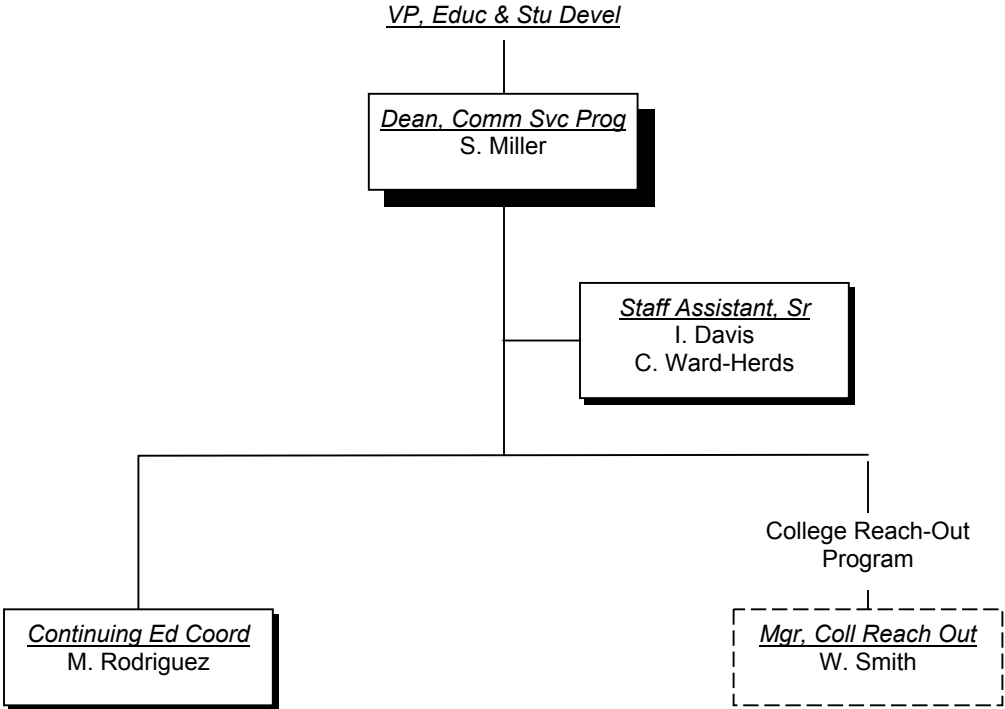 VP, Educ & Stu Devel
Dean, Comm Svc Prog
S. Miller
Staff Assistant, Sr
I. Davis
C. Ward-Herds
College Reach-Out
Program
Continuing Ed Coord
M. Rodriguez
Mgr, Coll Reach Out
W. Smith